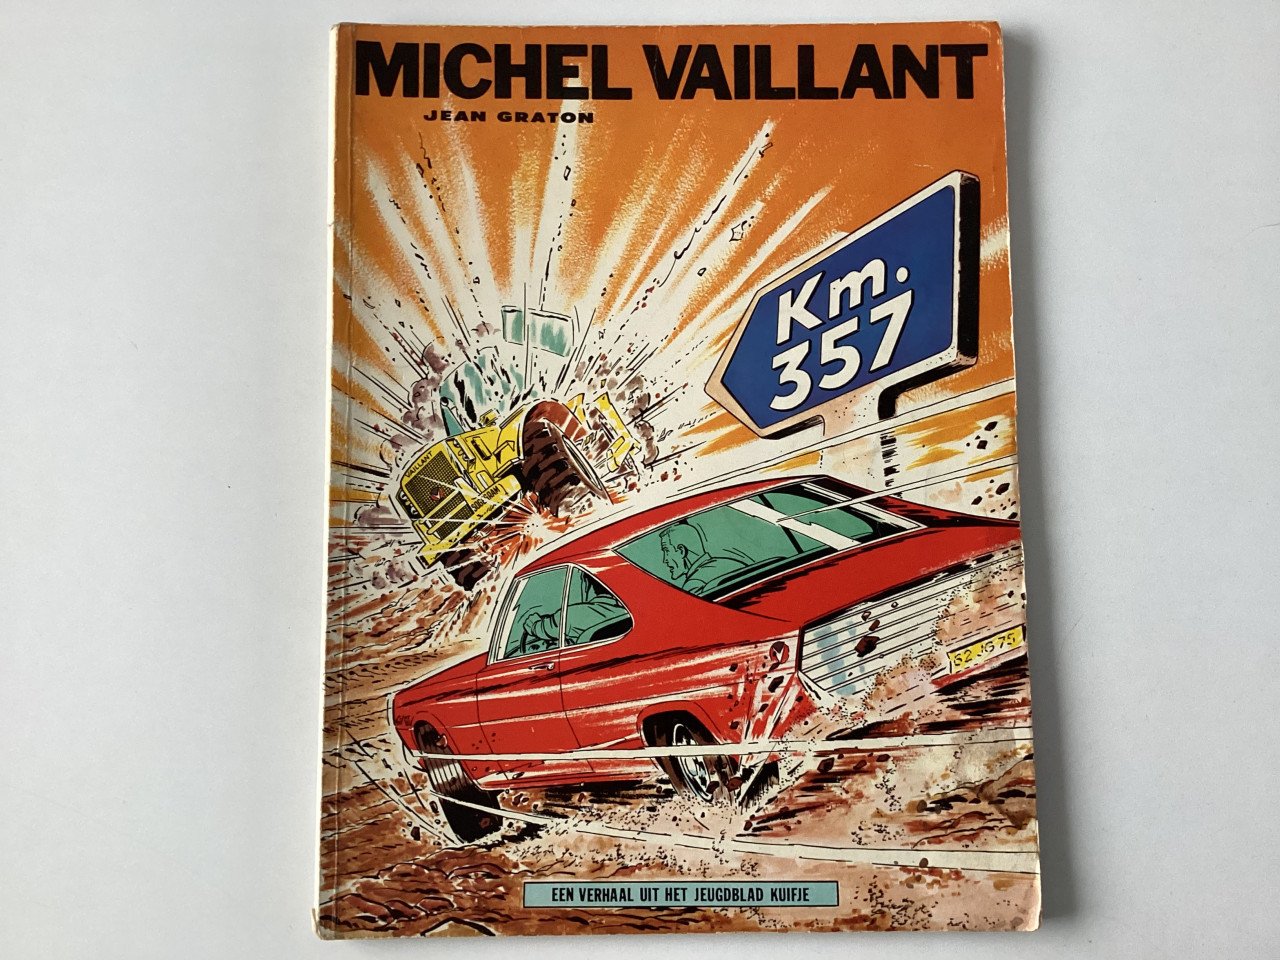 MICHEL VAILLANT
JEAN GRATON
Km.
357
VAILLANT
EEN VERHAAL UIT HET JEUGDBLAD KUIFJE